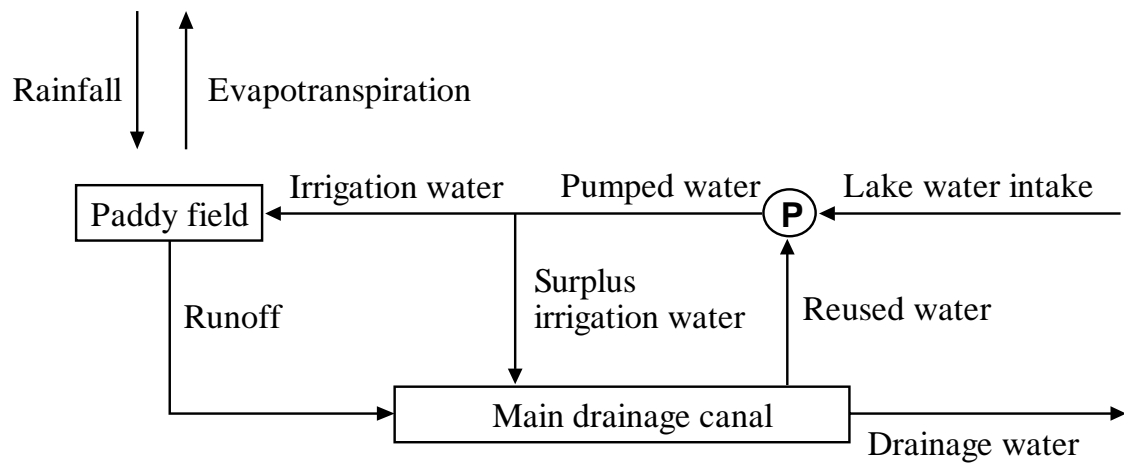 Rainfall
Evapotranspiration
Irrigation water
Pumped water
Lake water intake
Paddy field
P
Surplus
irrigation water
Runoff
Reused water
Main drainage canal
Drainage water